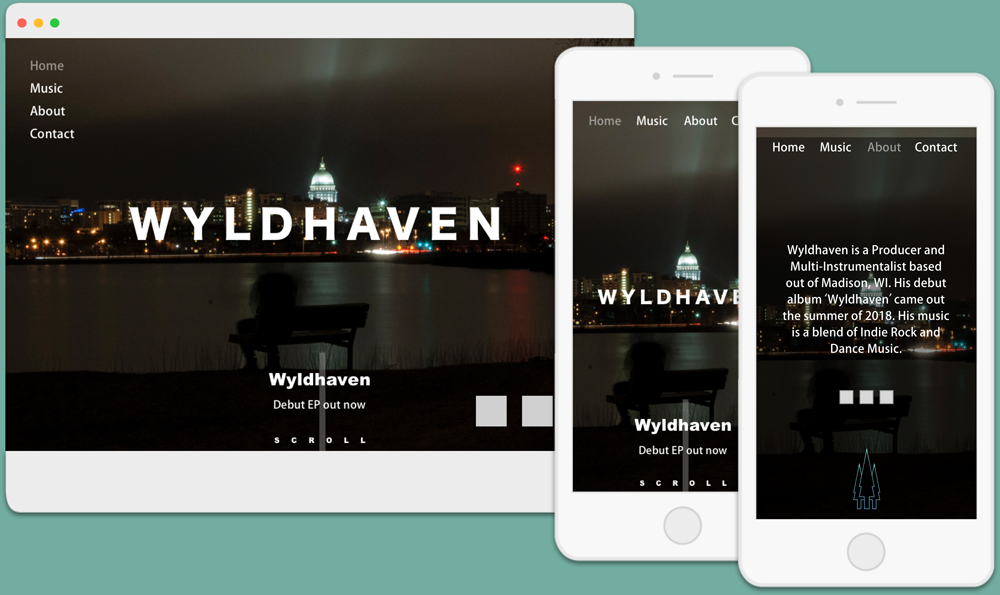 Home
Music
About
Contact
WYLDHAVEN
Wyldhaven
Debut EP out now
SCROLL
Home Music About C
WYLDHAVE
Wyldhaven
Debut EP out now
SCROLL
Home Music About Contact
Wyldhaven is a Producer and
Multi-Instrumentalist based
out of Madison, WI. His debut
album ‘Wyldhaven’ came out
the summer of 2018. His music
is a blend of Indie Rock and
Dance Music.